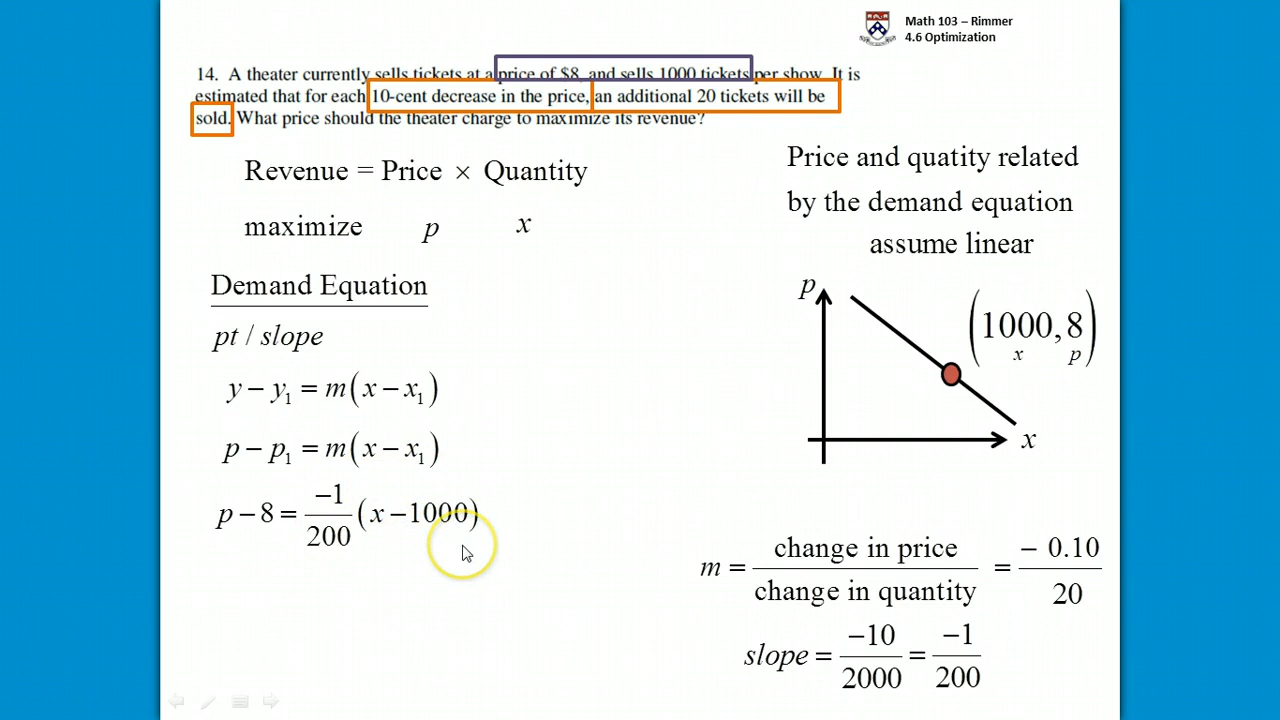 Math 103 – Rimmer
4.6 Optimization
14. A theater currently sells tickets at a price of $8, and sells 1000 tickets per show. It is
estimated that for each 10-cent decrease in the price, an additional 20 tickets will be
sold. What price should the theater charge to maximize its revenue?
Revenue = Price × Quantity
maximize p x
Demand Equation
pt / slope
y − y₁ = m(x − x₁)
p − p₁ = m(x − x₁)
p − 8 = −1/200 (x − 1000)
Price and quatity related
by the demand equation
assume linear
p
(1000, 8)
x p
x
m = change in price / change in quantity = − 0.10 / 20
slope = −10/2000 = −1/200